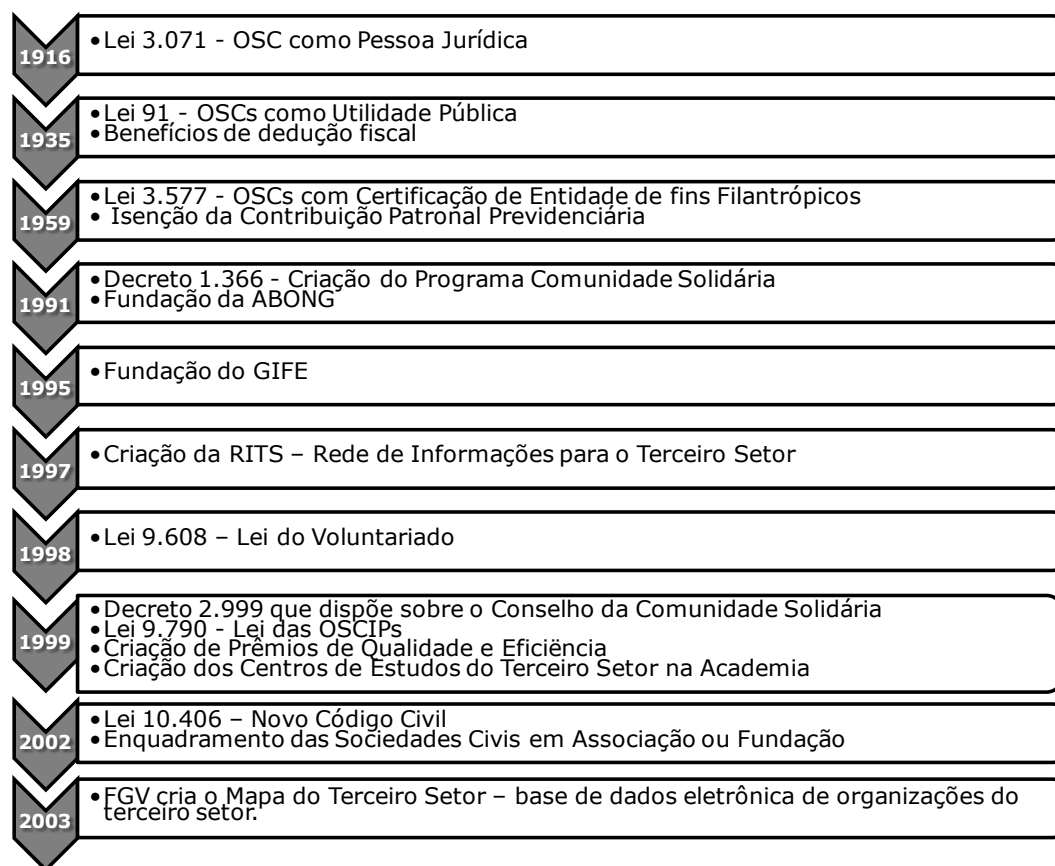 1916
•Lei 3.071 - OSC como Pessoa Jurídica
1935
•Lei 91 - OSCs como Utilidade Pública
•Benefícios de dedução fiscal
1959
•Lei 3.577 - OSCs com Certificação de Entidade de fins Filantrópicos
• Isenção da Contribuição Patronal Previdenciária
1991
•Decreto 1.366 - Criação do Programa Comunidade Solidária
•Fundação da ABONG
1995
•Fundação do GIFE
1997
•Criação da RITS – Rede de Informações para o Terceiro Setor
1998
•Lei 9.608 – Lei do Voluntariado
1999
•Decreto 2.999 que dispõe sobre o Conselho da Comunidade Solidária
•Lei 9.790 - Lei das OSCIPs
•Criação de Prêmios de Qualidade e Eficiëncia
•Criação dos Centros de Estudos do Terceiro Setor na Academia
2002
•Lei 10.406 – Novo Código Civil
•Enquadramento das Sociedades Civis em Associação ou Fundação
2003
•FGV cria o Mapa do Terceiro Setor – base de dados eletrônica de organizações do
terceiro setor.